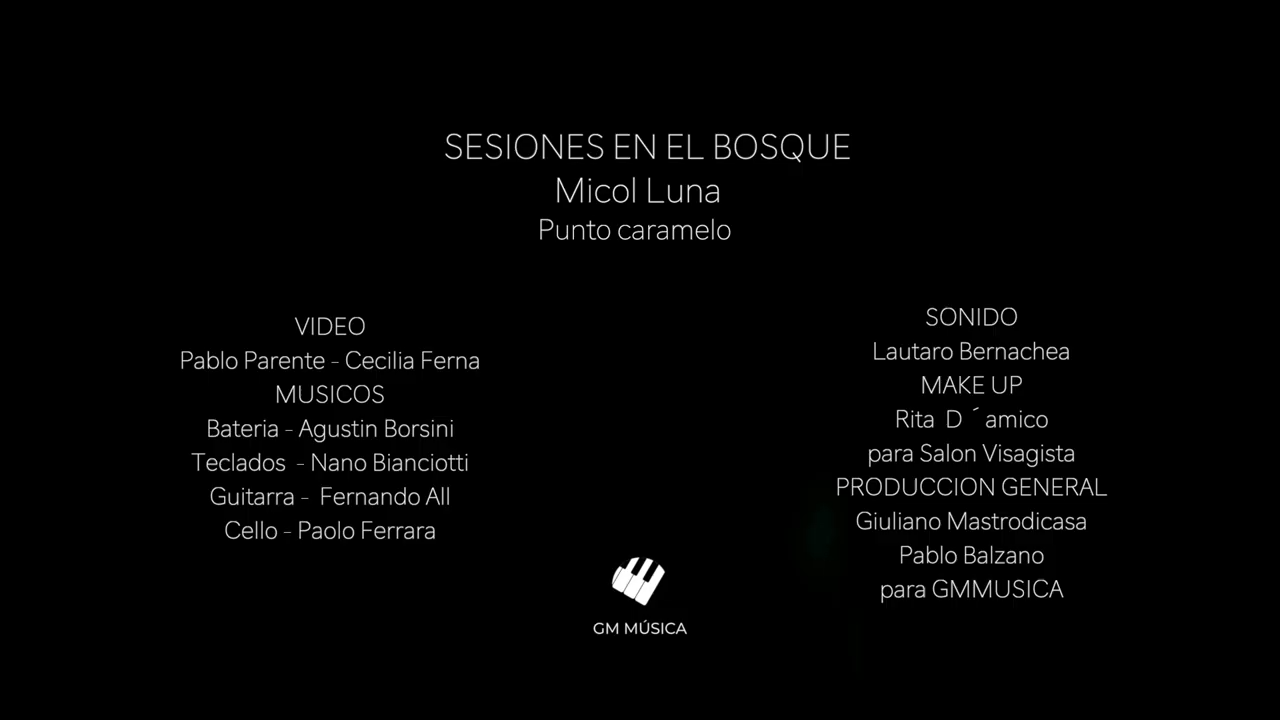 SESIONES EN EL BOSQUE
Micol Luna
Punto caramelo
VIDEO
Pablo Parente - Cecilia Ferna
MUSICOS
Bateria - Agustin Borsini
Teclados - Nano Bianciotti
Guitarra - Fernando All
Cello - Paolo Ferrara
SONIDO
Lautaro Bernachea
MAKE UP
Rita D ´ amico
para Salon Visagista
PRODUCCION GENERAL
Giuliano Mastrodicasa
Pablo Balzano
para GMMUSICA
GM MÚSICA